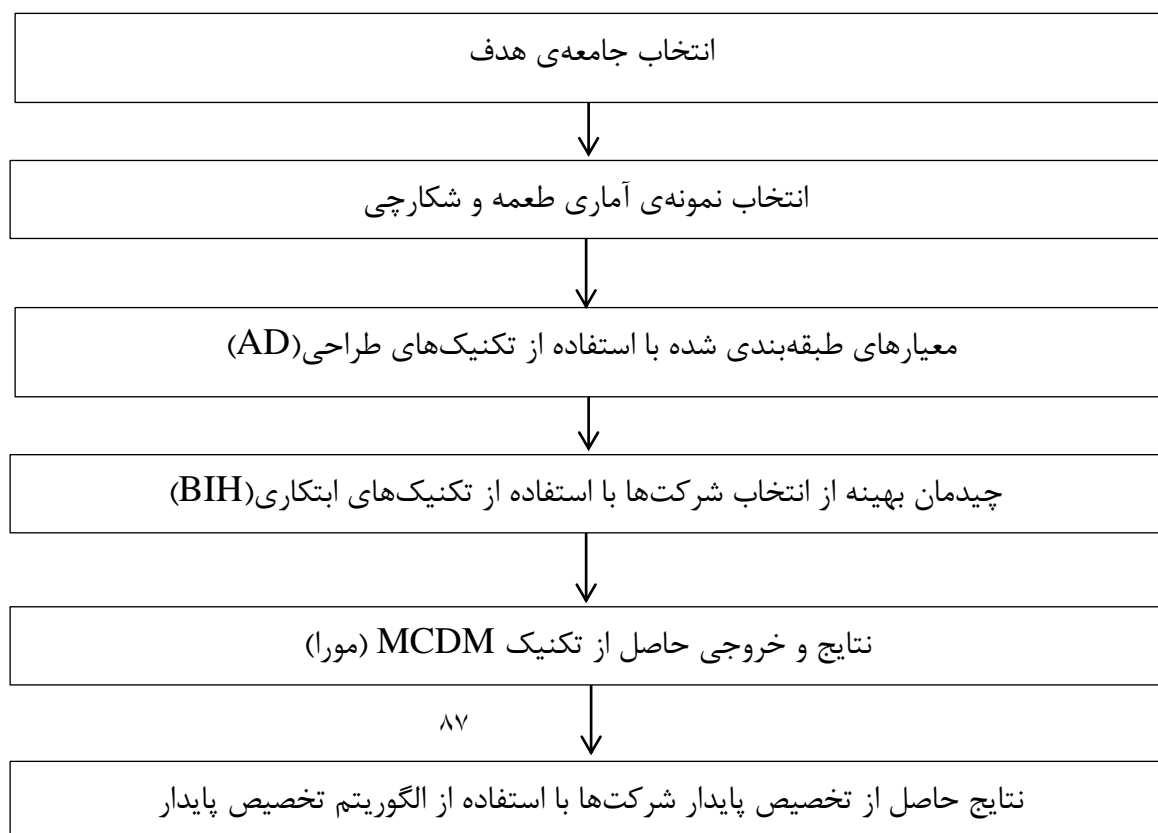 انتخاب جامعه‌ی هدف
انتخاب نمونه‌ی آماری طعمه و شکارچی
معیارهای طبقه‌بندی شده با استفاده از تکنیک‌های طراحی(AD)
چیدمان بهینه از انتخاب شرکت‌ها با استفاده از تکنیک‌های ابتکاری(BIH)
نتایج و خروجی حاصل از تکنیک MCDM (مورا)
۸۷
نتایج حاصل از تخصیص پایدار شرکت‌ها با استفاده از الگوریتم تخصیص پایدار